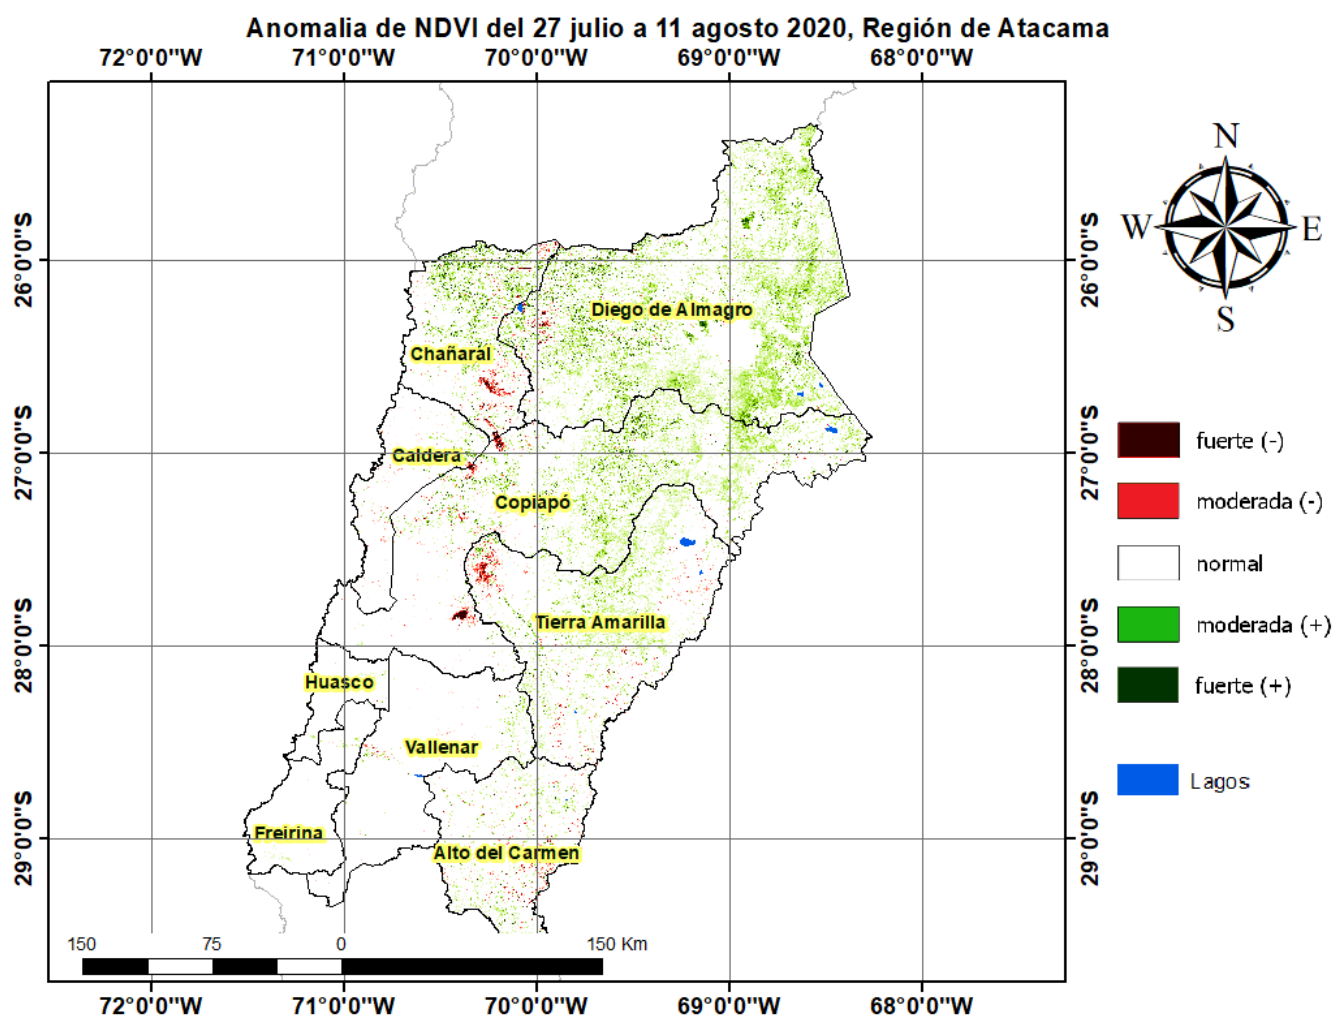 Anomalia de NDVI del 27 julio a 11 agosto 2020, Región de Atacama
72°0'0"W 71°0'0"W 70°0'0"W 69°0'0"W 68°0'0"W
N
W E
S
26°0'0"S 26°0'0"S
Diego de Almagro
Chañaral
27°0'0"S 27°0'0"S
Caldera
Copiapó
fuerte (-)
moderada (-)
normal
moderada (+)
fuerte (+)
Lagos
Tierra Amarilla
28°0'0"S 28°0'0"S
Huasco
Vallenar
Freirina
29°0'0"S 29°0'0"S
Alto del Carmen
150 75 0 150 Km
72°0'0"W 71°0'0"W 70°0'0"W 69°0'0"W 68°0'0"W